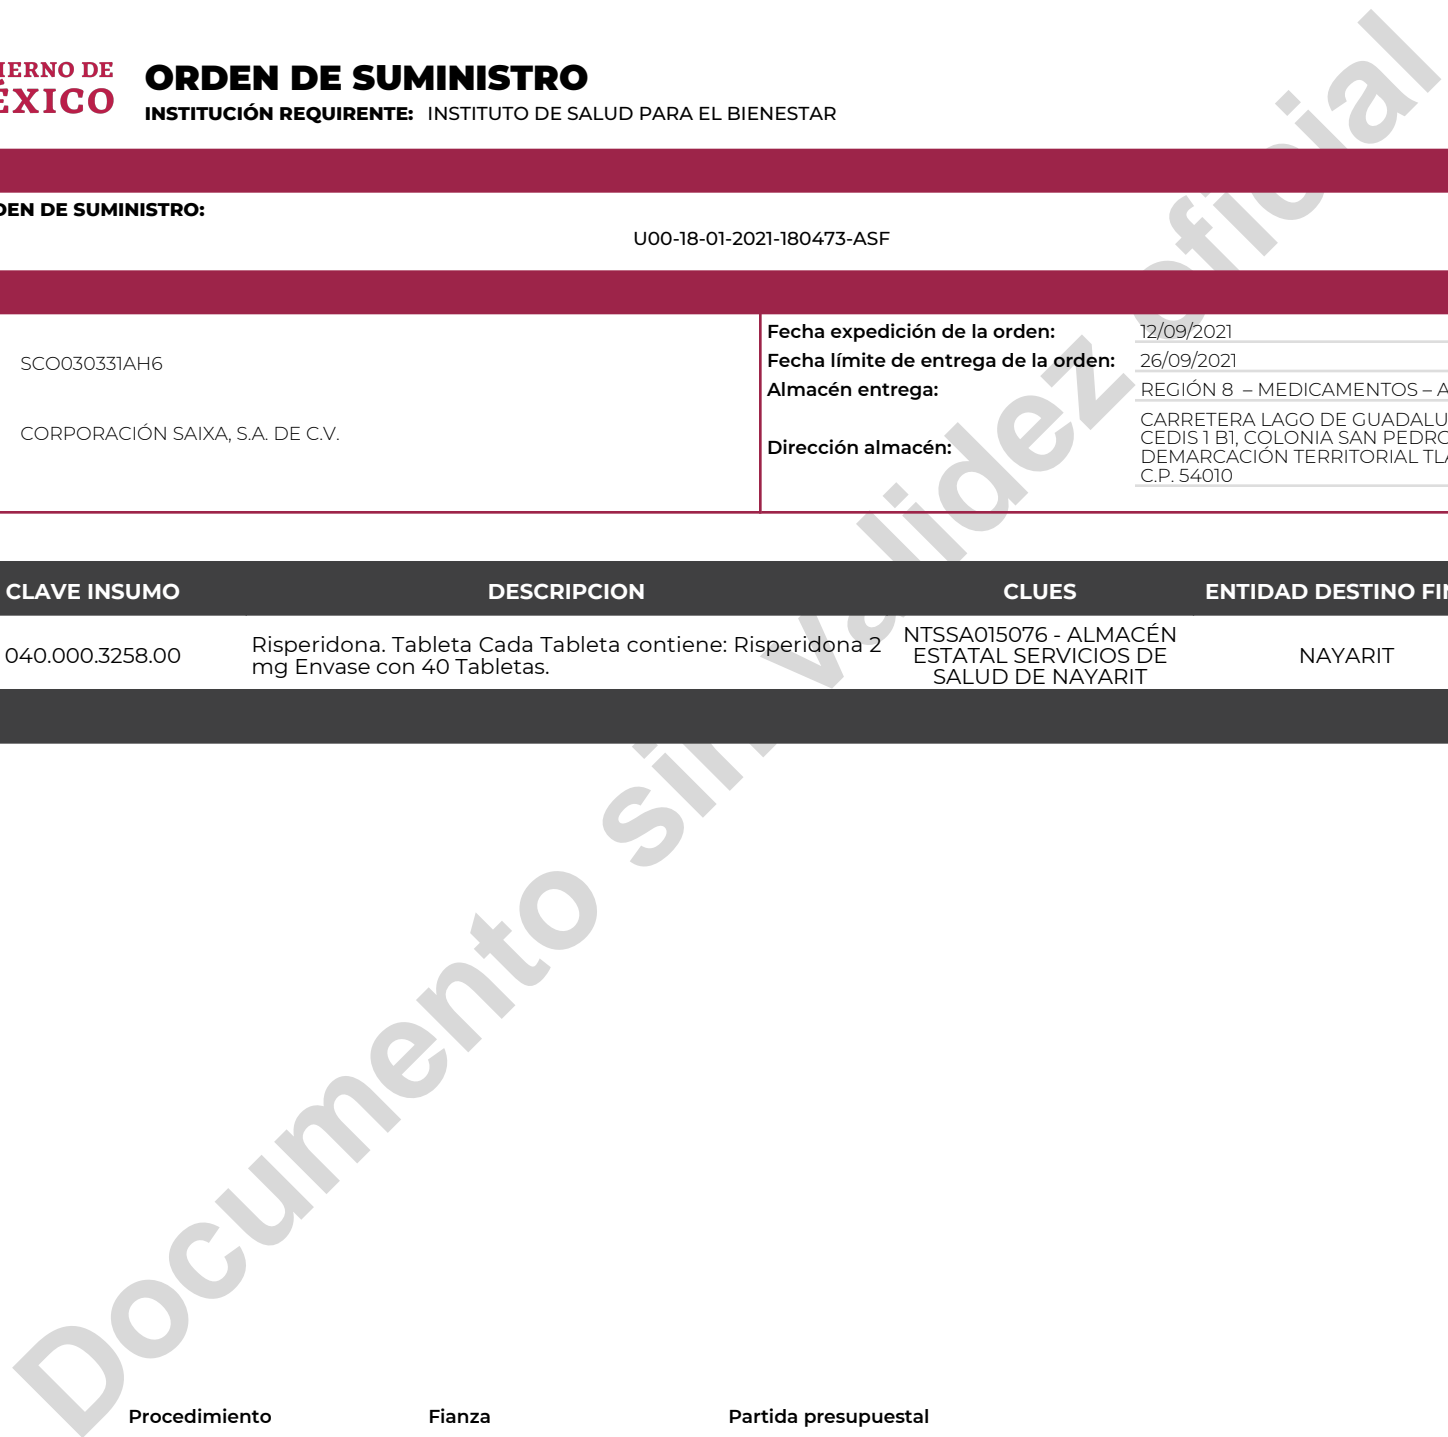 IERNO DE
ÉXICO
ORDEN DE SUMINISTRO
INSTITUCIÓN REQUIRENTE: INSTITUTO DE SALUD PARA EL BIENESTAR
DEN DE SUMINISTRO:
U00-18-01-2021-180473-ASF
SCO030331AH6
CORPORACIÓN SAIXA, S.A. DE C.V.
Fecha expedición de la orden: 12/09/2021
Fecha límite de entrega de la orden: 26/09/2021
Almacén entrega: REGIÓN 8 – MEDICAMENTOS – A
Dirección almacén:
CARRETERA LAGO DE GUADALU
CEDIS 1 B1, COLONIA SAN PEDRO
DEMARCACIÓN TERRITORIAL TLA
C.P. 54010
CLAVE INSUMO DESCRIPCION CLUES ENTIDAD DESTINO FIN
040.000.3258.00
Risperidona. Tableta Cada Tableta contiene: Risperidona 2
mg Envase con 40 Tabletas.
NTSSA015076 - ALMACÉN
ESTATAL SERVICIOS DE
SALUD DE NAYARIT
NAYARIT
Documento sin validez oficial
Procedimiento Fianza Partida presupuestal